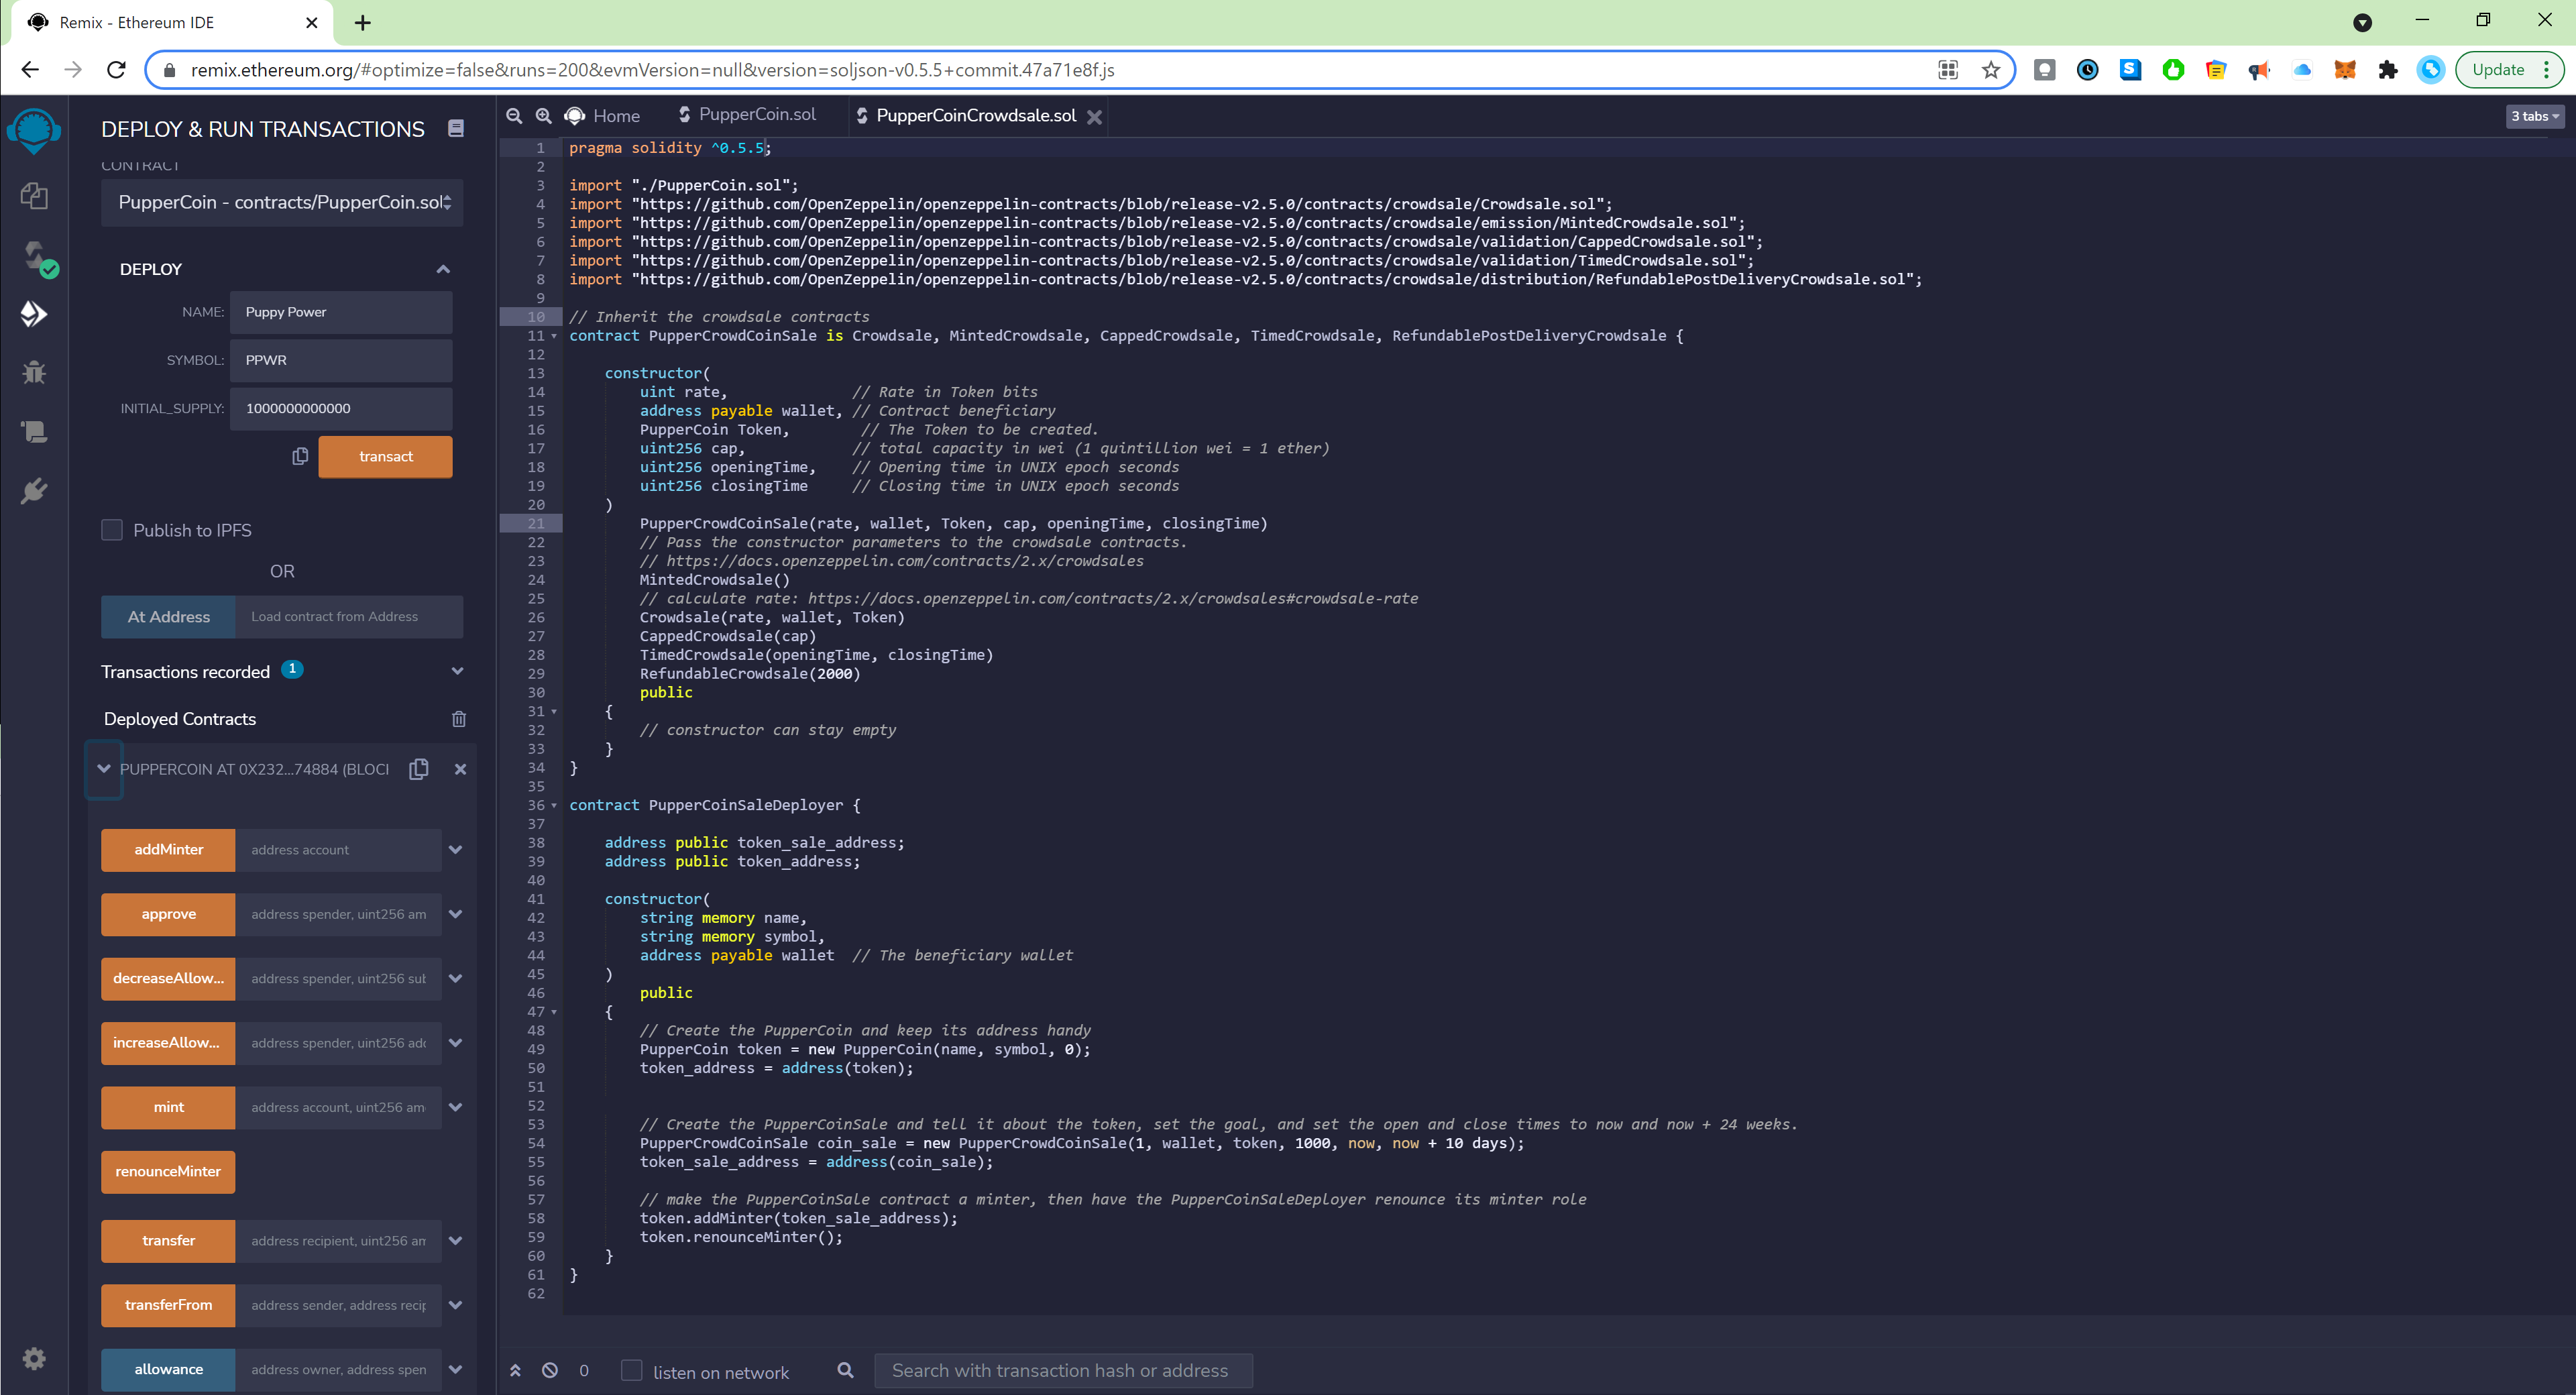 Remix - Ethereum IDE
remix.ethereum.org/#optimize=false&runs=200&evmVersion=null&version=soljson-v0.5.5+commit.47a71e8f.js
Update
DEPLOY & RUN TRANSACTIONS
CONTRACT
PupperCoin - contracts/PupperCoin.sol
DEPLOY
NAME: Puppy Power
SYMBOL: PPWR
INITIAL_SUPPLY: 1000000000000
transact
Publish to IPFS
OR
At Address Load contract from Address
Transactions recorded 1
Deployed Contracts
PUPPERCOIN AT 0X232...74884 (BLOCI
addMinter address account
approve address spender, uint256 am
decreaseAllow... address spender, uint256 sub
increaseAllow... address spender, uint256 add
mint address account, uint256 am
renounceMinter
transfer address recipient, uint256 am
transferFrom address sender, address recip
allowance address owner, address spen
Home PupperCoin.sol PupperCoinCrowdsale.sol 3 tabs
1 pragma solidity ^0.5.5;
2
3 import "./PupperCoin.sol";
4 import "https://github.com/OpenZeppelin/openzeppelin-contracts/blob/release-v2.5.0/contracts/crowdsale/Crowdsale.sol";
5 import "https://github.com/OpenZeppelin/openzeppelin-contracts/blob/release-v2.5.0/contracts/crowdsale/emission/MintedCrowdsale.sol";
6 import "https://github.com/OpenZeppelin/openzeppelin-contracts/blob/release-v2.5.0/contracts/crowdsale/validation/CappedCrowdsale.sol";
7 import "https://github.com/OpenZeppelin/openzeppelin-contracts/blob/release-v2.5.0/contracts/crowdsale/validation/TimedCrowdsale.sol";
8 import "https://github.com/OpenZeppelin/openzeppelin-contracts/blob/release-v2.5.0/contracts/crowdsale/distribution/RefundablePostDeliveryCrowdsale.sol";
9
10 // Inherit the crowdsale contracts
11 contract PupperCrowdCoinSale is Crowdsale, MintedCrowdsale, CappedCrowdsale, TimedCrowdsale, RefundablePostDeliveryCrowdsale {
12
13 constructor(
14 uint rate, // Rate in Token bits
15 address payable wallet, // Contract beneficiary
16 PupperCoin Token, // The Token to be created.
17 uint256 cap, // total capacity in wei (1 quintillion wei = 1 ether)
18 uint256 openingTime, // Opening time in UNIX epoch seconds
19 uint256 closingTime // Closing time in UNIX epoch seconds
20 )
21 PupperCrowdCoinSale(rate, wallet, Token, cap, openingTime, closingTime)
22 // Pass the constructor parameters to the crowdsale contracts.
23 // https://docs.openzeppelin.com/contracts/2.x/crowdsales
24 MintedCrowdsale()
25 // calculate rate: https://docs.openzeppelin.com/contracts/2.x/crowdsales#crowdsale-rate
26 Crowdsale(rate, wallet, Token)
27 CappedCrowdsale(cap)
28 TimedCrowdsale(openingTime, closingTime)
29 RefundableCrowdsale(2000)
30 public
31 {
32 // constructor can stay empty
33 }
34 }
35
36 contract PupperCoinSaleDeployer {
37
38 address public token_sale_address;
39 address public token_address;
40
41 constructor(
42 string memory name,
43 string memory symbol,
44 address payable wallet // The beneficiary wallet
45 )
46 public
47 {
48 // Create the PupperCoin and keep its address handy
49 PupperCoin token = new PupperCoin(name, symbol, 0);
50 token_address = address(token);
51
52
53 // Create the PupperCoinSale and tell it about the token, set the goal, and set the open and close times to now and now + 24 weeks.
54 PupperCrowdCoinSale coin_sale = new PupperCrowdCoinSale(1, wallet, token, 1000, now, now + 10 days);
55 token_sale_address = address(coin_sale);
56
57 // make the PupperCoinSale contract a minter, then have the PupperCoinSaleDeployer renounce its minter role
58 token.addMinter(token_sale_address);
59 token.renounceMinter();
60 }
61 }
62
0 listen on network Search with transaction hash or address